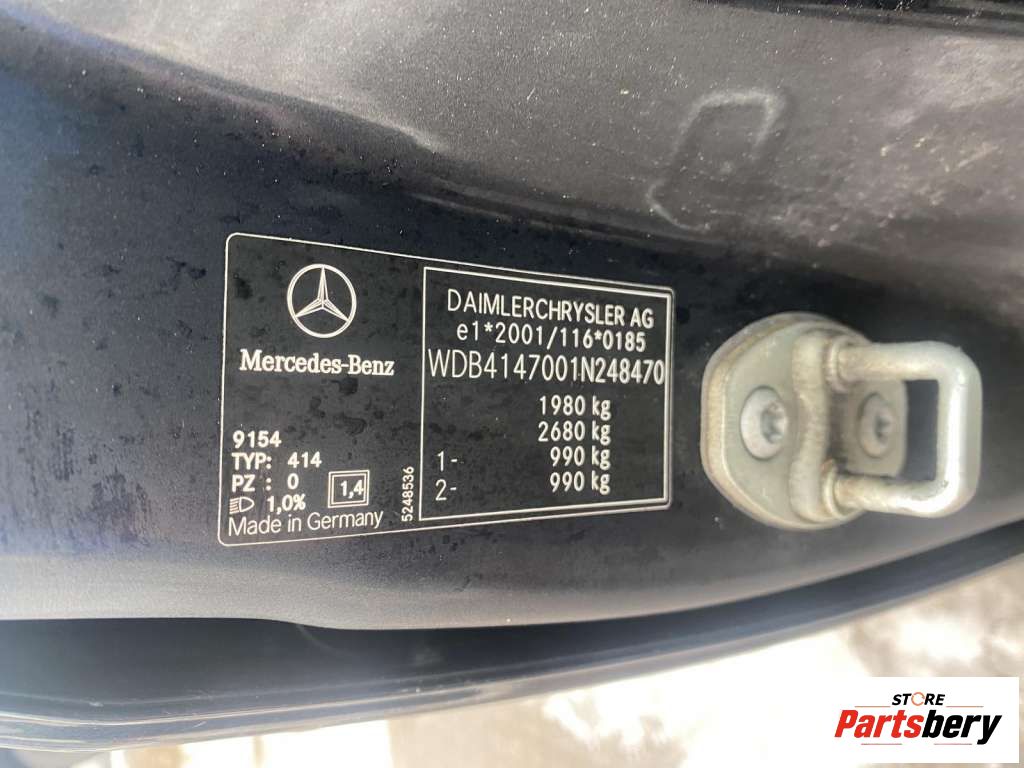 Mercedes-Benz
9154
TYP: 414
PZ : 0
1,0%
1,4
Made in Germany
5248536
DAIMLERCHRYSLER AG
e1*2001/116*0185
WDB4147001N248470
1980 kg
2680 kg
1- 990 kg
2- 990 kg
STORE
Partsbery